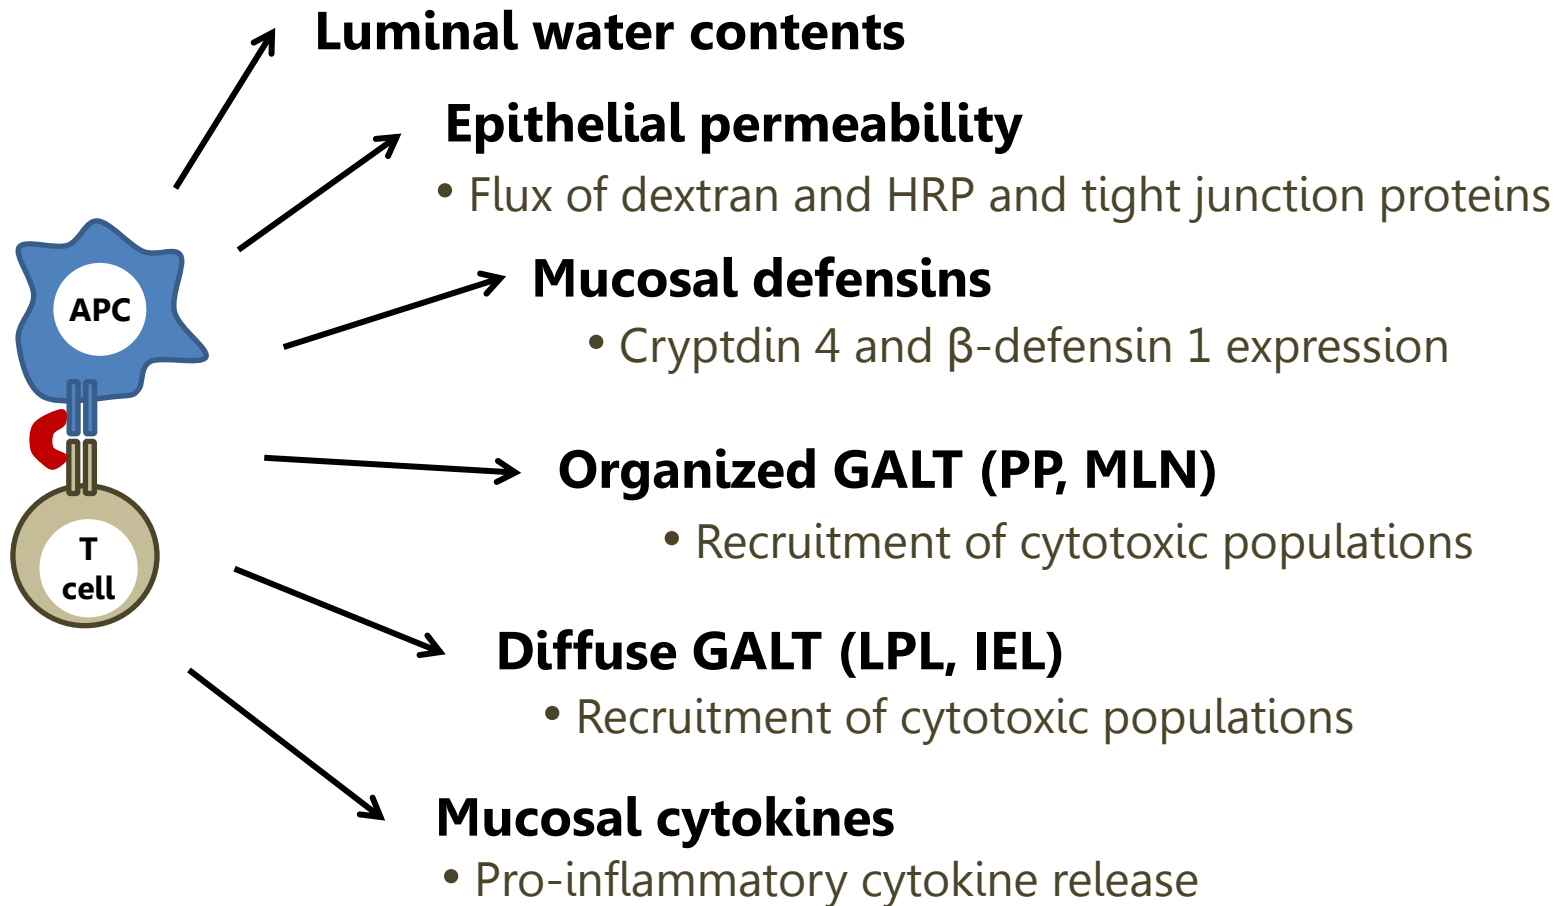 Luminal water contents
Epithelial permeability
• Flux of dextran and HRP and tight junction proteins
Mucosal defensins
APC
• Cryptdin 4 and β-defensin 1 expression
Organized GALT (PP, MLN)
• Recruitment of cytotoxic populations
T
cell
Diffuse GALT (LPL, IEL)
• Recruitment of cytotoxic populations
Mucosal cytokines
• Pro-inflammatory cytokine release